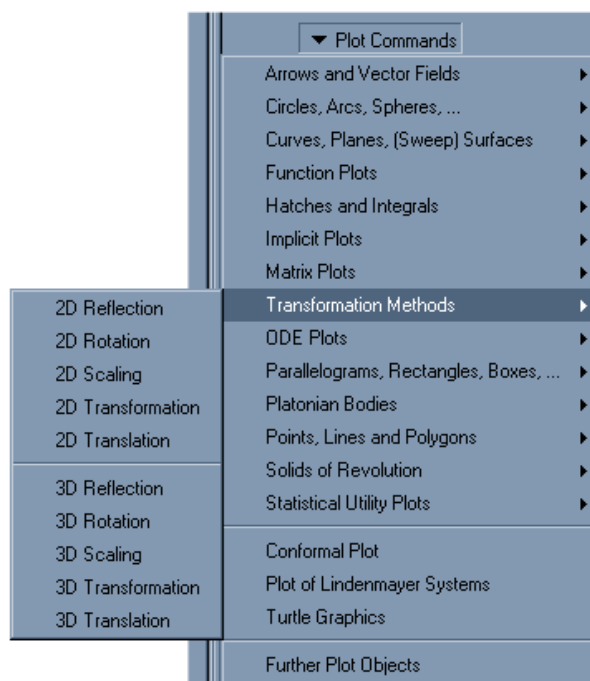 Plot Commands
Arrows and Vector Fields
Circles, Arcs, Spheres, ...
Curves, Planes, (Sweep) Surfaces
Function Plots
Hatches and Integrals
Implicit Plots
Matrix Plots
Transformation Methods
ODE Plots
Parallelograms, Rectangles, Boxes, ...
Platonian Bodies
Points, Lines and Polygons
Solids of Revolution
Statistical Utility Plots
Conformal Plot
Plot of Lindenmayer Systems
Turtle Graphics
Further Plot Objects
2D Reflection
2D Rotation
2D Scaling
2D Transformation
2D Translation
3D Reflection
3D Rotation
3D Scaling
3D Transformation
3D Translation